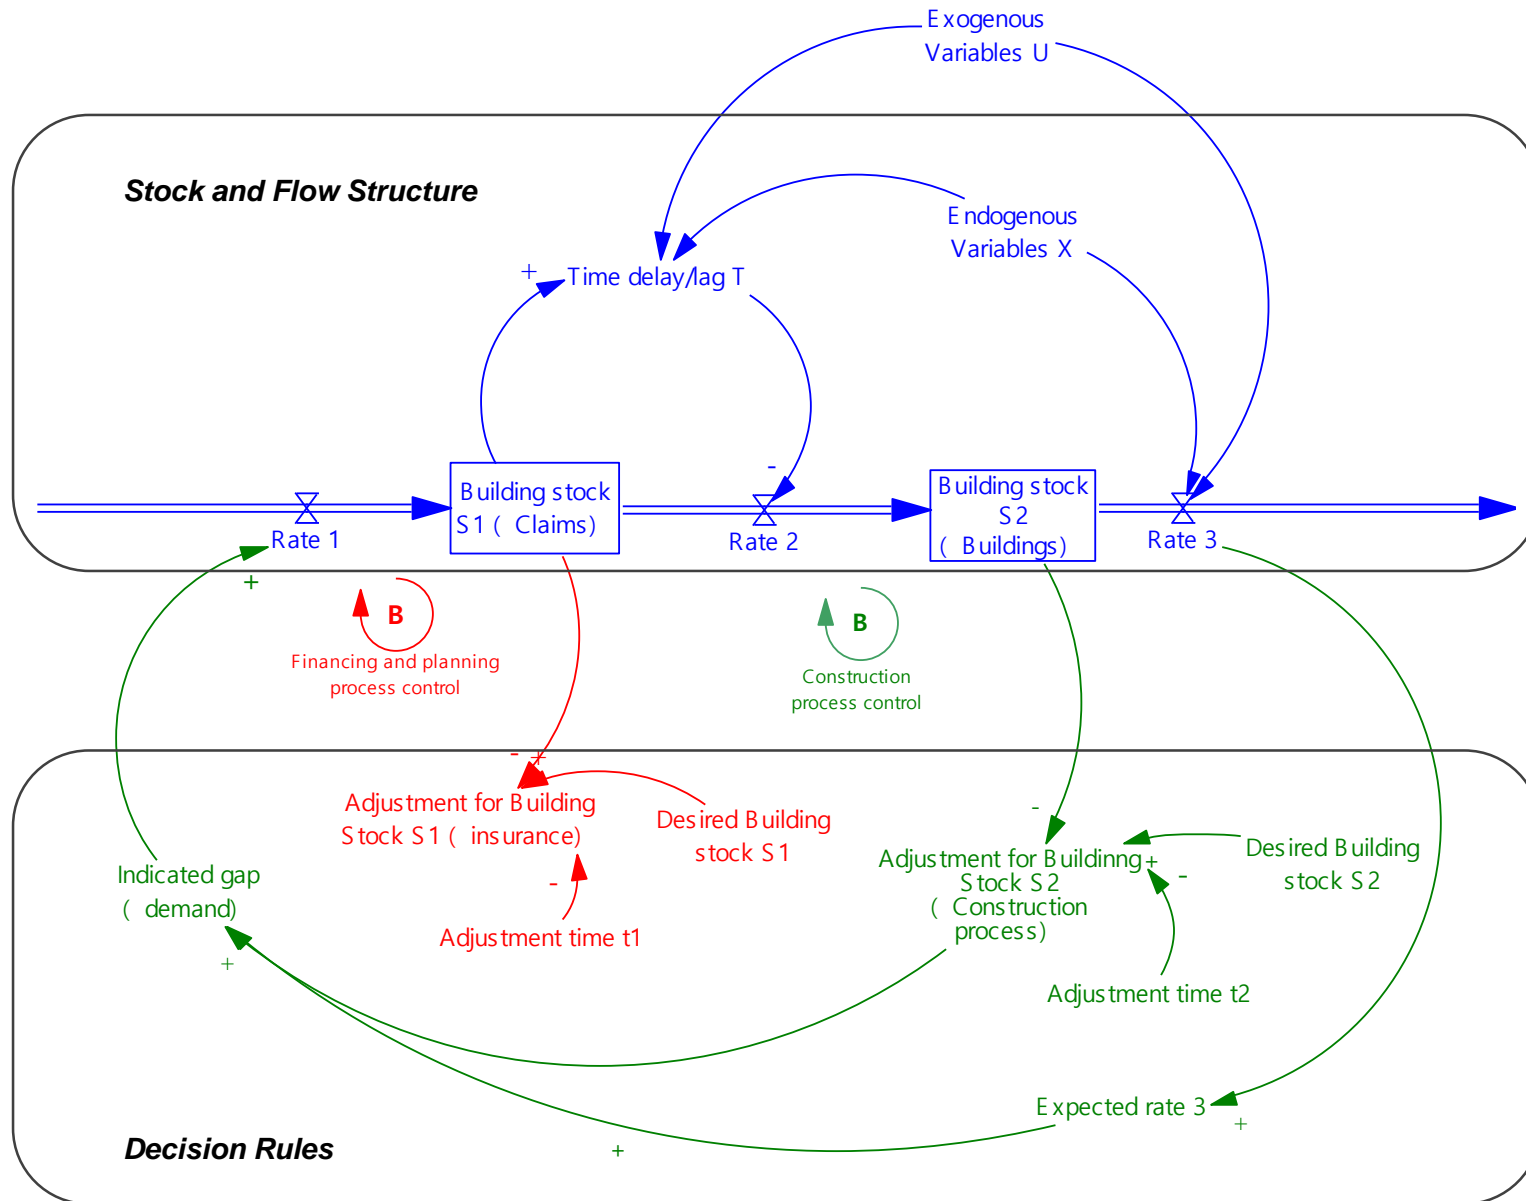 Exogenous
Variables U
Stock and Flow Structure
Endogenous
Variables X
+
Time delay/lag T
-
Building stock
S1 ( Claims)
Building stock
S2
( Buildings)
Rate 1
Rate 2
Rate 3
+
B
Financing and planning
process control
B
Construction
process control
- +
Adjustment for Building
Stock S1 ( insurance)
Desired Building
stock S1
-
Adjustment time t1
-
Adjustment for Buildinng+
Stock S2
( Construction
process)
-
Desired Building
stock S2
Adjustment time t2
Indicated gap
( demand)
+
Expected rate 3
+
+
Decision Rules